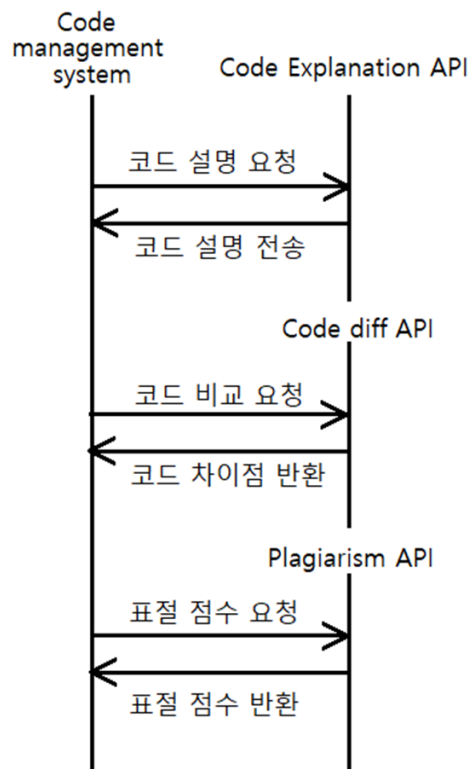 Code
management
system
Code Explanation API
코드 설명 요청
코드 설명 전송
Code diff API
코드 비교 요청
코드 차이점 반환
Plagiarism API
표절 점수 요청
표절 점수 반환